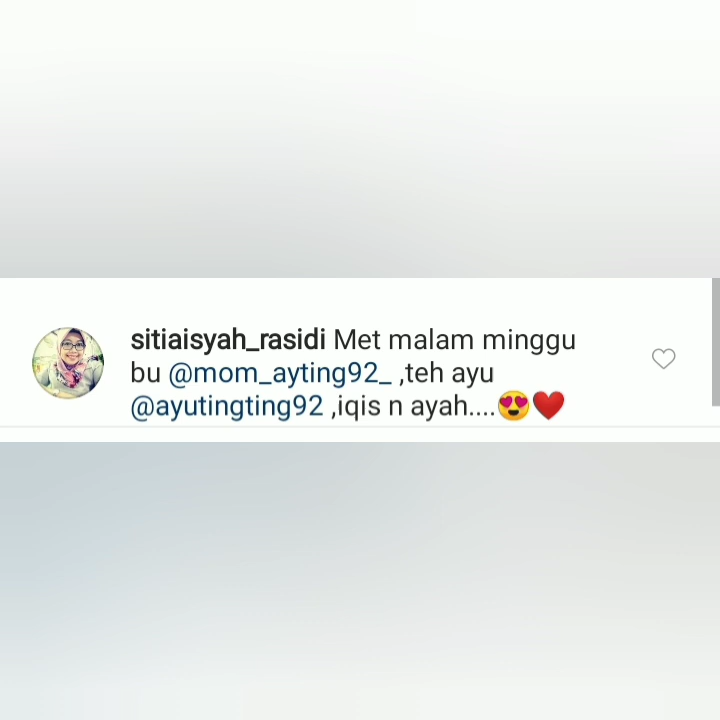 sitiaisyah_rasidi Met malam minggu
bu @mom_ayting92_ ,teh ayu
@ayutingting92 ,iqis n ayah....😍❤️